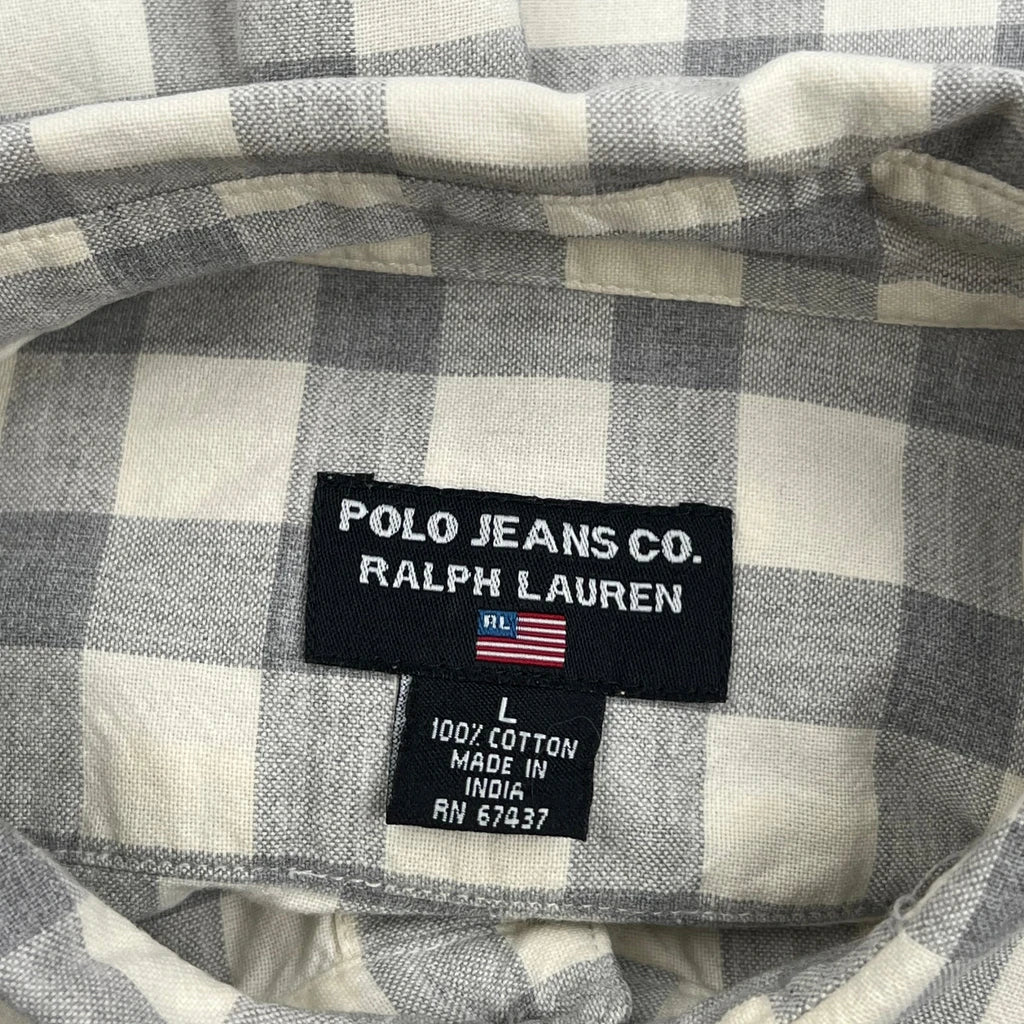 POLO JEANS CO.
RALPH LAUREN
RL
L
100% COTTON
MADE IN
INDIA
RN 67437